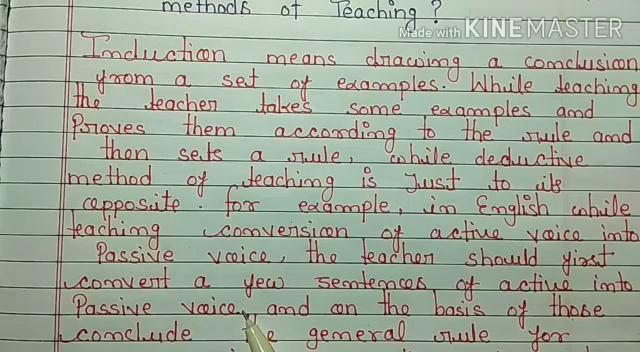 methods of Teaching?
Made with KINEMASTER
Induction means drawing a conclusion
from a set of examples. While teaching
the teacher takes some examples and
Proves them according to the rule and
then sets a rule, while deductive
method of teaching is Just to its
opposite. for example, in English while
teaching conversion of active voice into
Passive voice, the teacher should first
convert a few sentences of active into
Passive voice, and on the basis of those
conclude general rule for